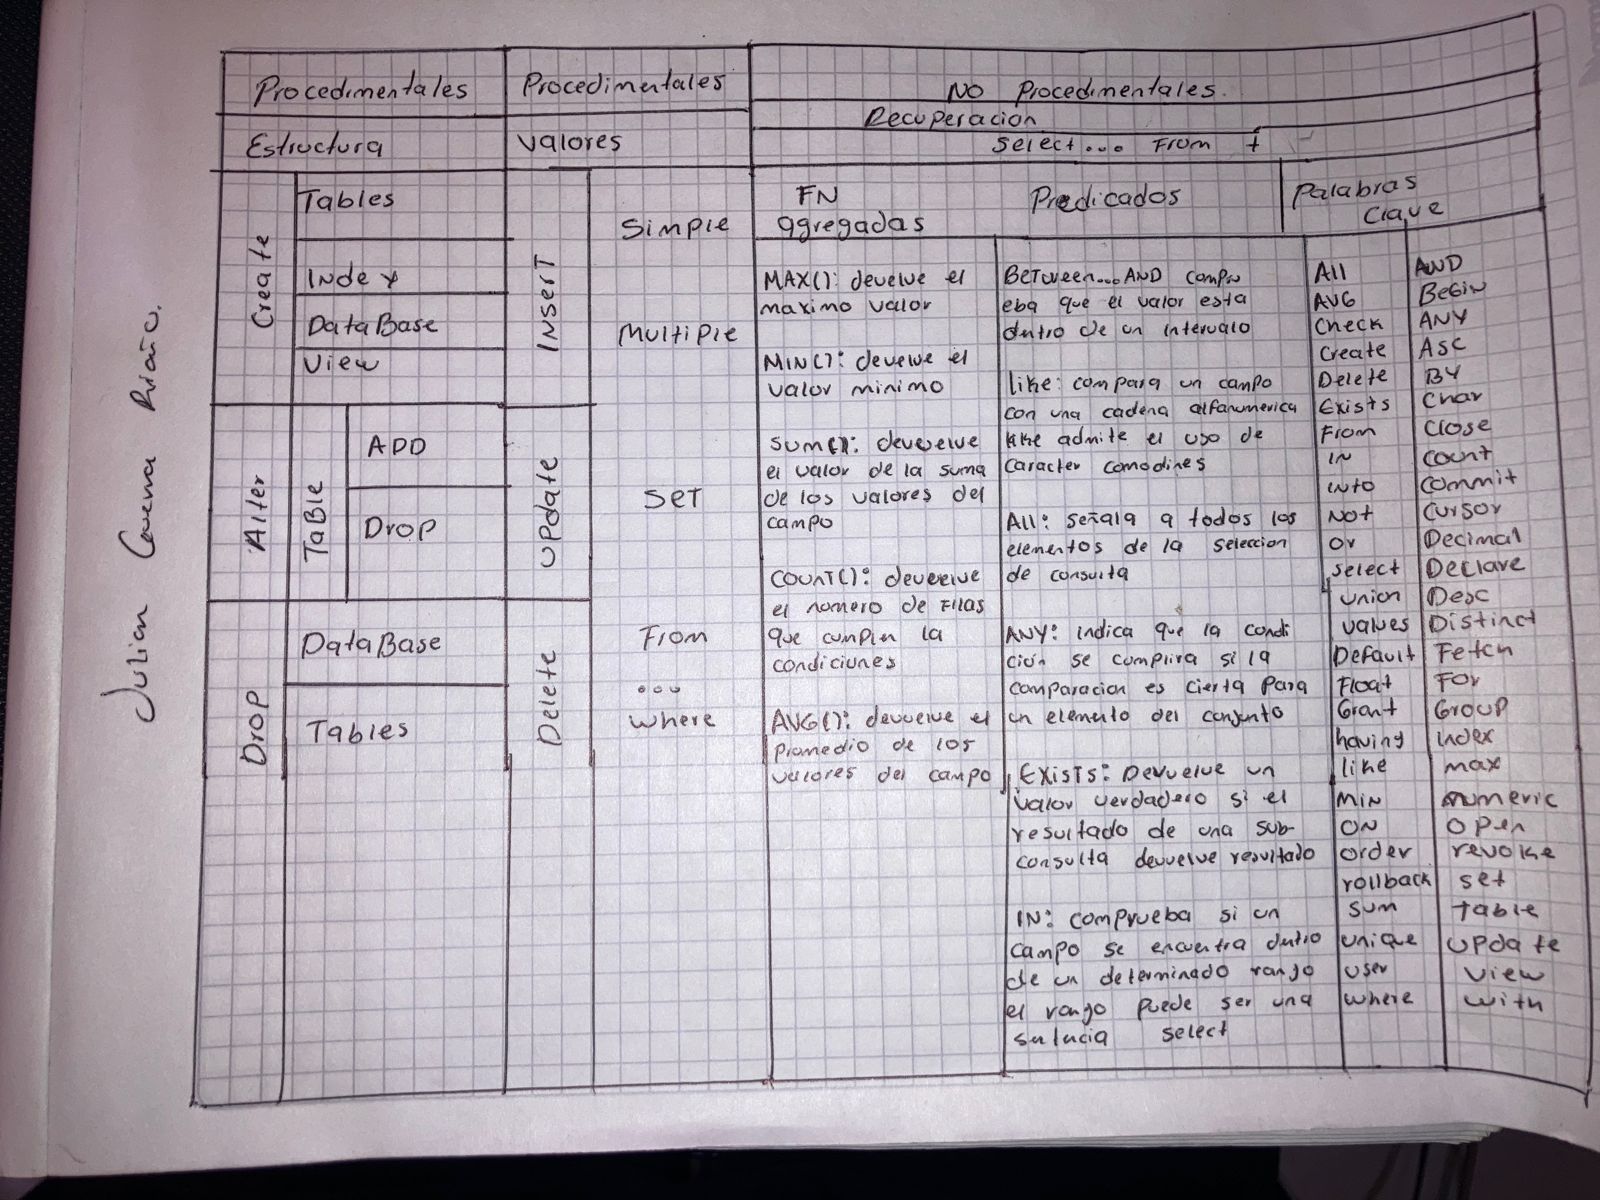 Procedimentales
Procedimentales
NO Procedimentales.
Recuperacion
Estructura
valores
Select... From +
Create
Tables
Index
DataBase
View
Alter
TaBle
ADD
Drop
Drop
DataBase
Tables
InserT
Simple
Multiple
UPdate
SeT
Delete
From
...
where
FN
agregadas
MAX(): devuelve el
maximo valor
MIN(): devuelve el
valor minimo
SUM(): devuelve
el valor de la suma
de los valores del
campo
COUNT(): devuelve
el numero de Filas
que cumplen la
condiciones
AVG(): devuelve el
promedio de los
valores del campo
Predicados
BeTween...AND compru
eba que el valor esta
dntro de un intervalo
like: compara un campo
con una cadena alfanumerica
like admite el uso de
caracter comodines
All: señala a todos los
elementos de la seleccion
de consulta
ANY: indica que la condi
ción se cumplira si la
comparacion es cierta para
un elemento del conjunto
EXISTS: Devuelve un
valor verdadero si el
resultado de una sub-
consulta devuelve resultado
IN: comprueba si un
campo se encuentra dntro
de un determinado rango
el rango puede ser una
select
Palabras
Clave
All
AVG
Check
Create
Delete
Exists
From
IN
into
Not
or
select
union
values
Default
Float
Grant
having
like
MIN
ON
order
rollback
sum
unique
user
where
AND
BeGin
ANY
ASC
BY
Char
Close
Count
Commit
Cursor
Decimal
Declare
Desc
Distinct
Fetch
For
Group
index
max
numeric
open
revoke
set
table
update
view
with
Julian